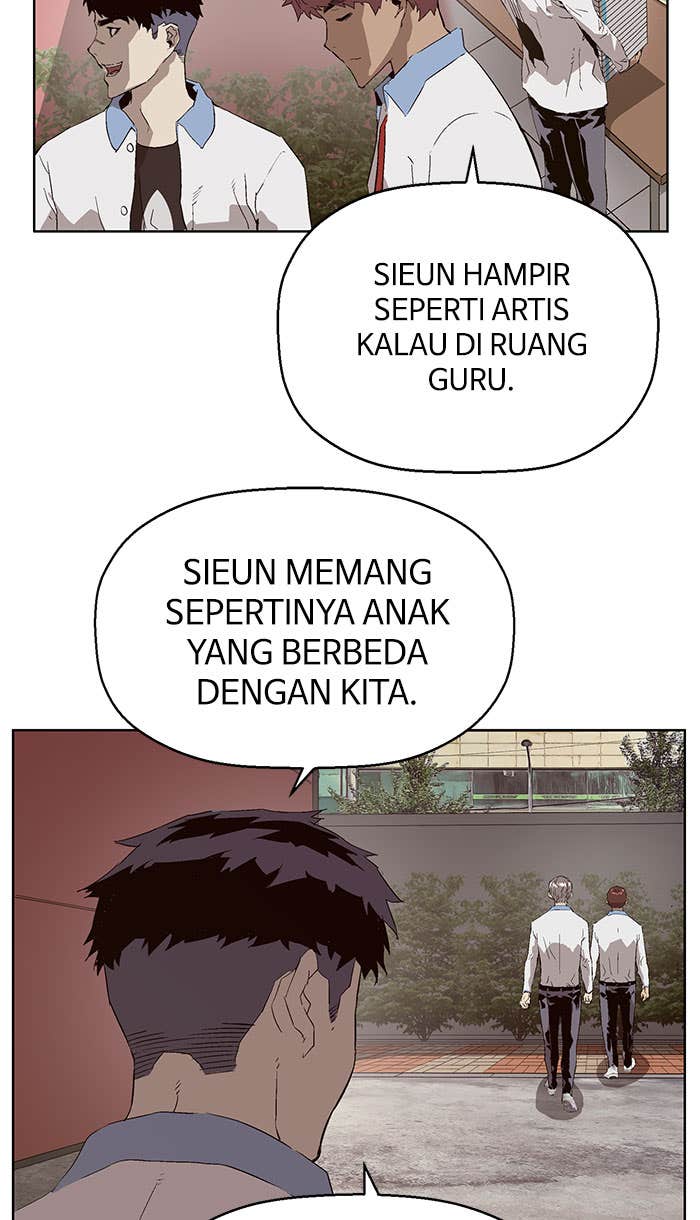 SIEUN HAMPIR
SEPERTI ARTIS
KALAU DI RUANG
GURU.
SIEUN MEMANG
SEPERTINYA ANAK
YANG BERBEDA
DENGAN KITA.